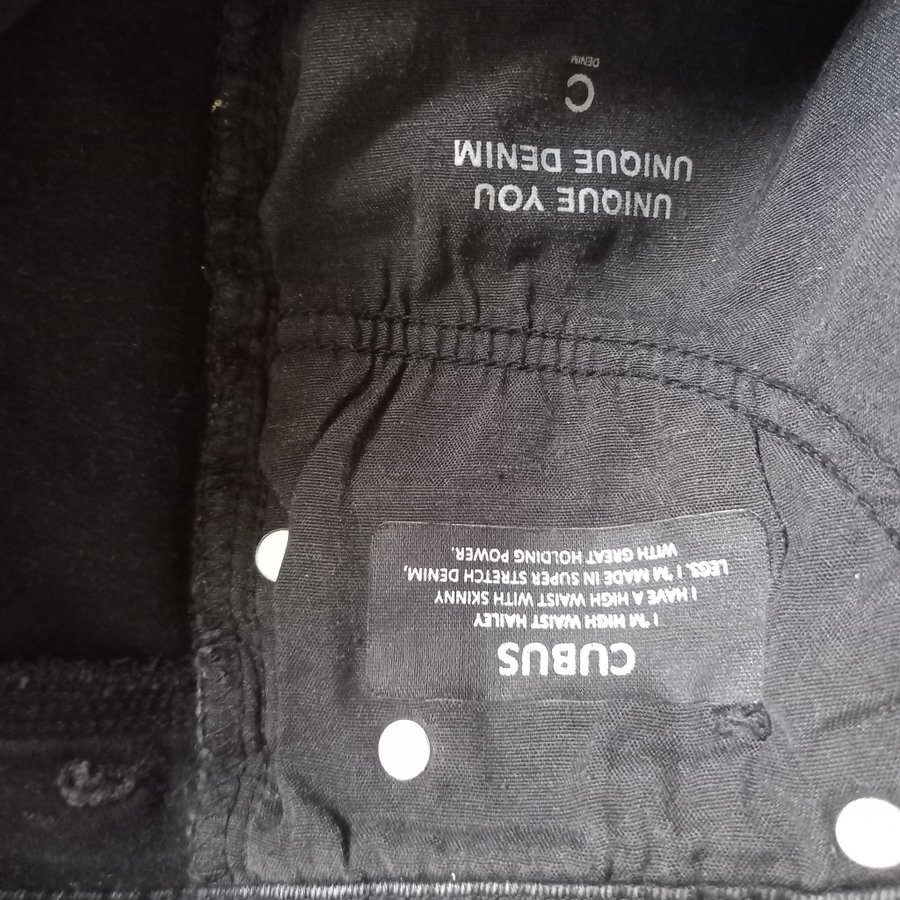 CUBUS
I'M HIGH WAIST HAILEY
I HAVE A HIGH WAIST WITH SKINNY
LEGS. I'M MADE IN SUPER STRETCH DENIM,
WITH GREAT HOLDING POWER.
UNIQUE YOU
UNIQUE DENIM
C
DENIM